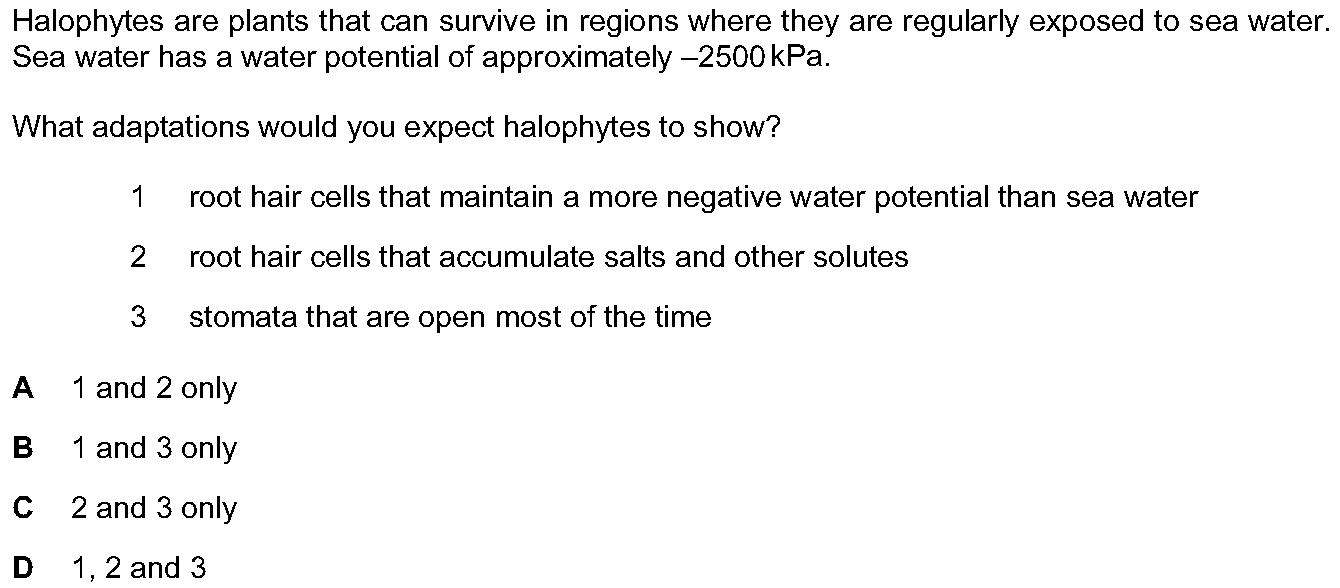 Halophytes are plants that can survive in regions where they are regularly exposed to sea water.
Sea water has a water potential of approximately –2500 kPa.
What adaptations would you expect halophytes to show?
1 root hair cells that maintain a more negative water potential than sea water
2 root hair cells that accumulate salts and other solutes
3 stomata that are open most of the time
A 1 and 2 only
B 1 and 3 only
C 2 and 3 only
D 1, 2 and 3